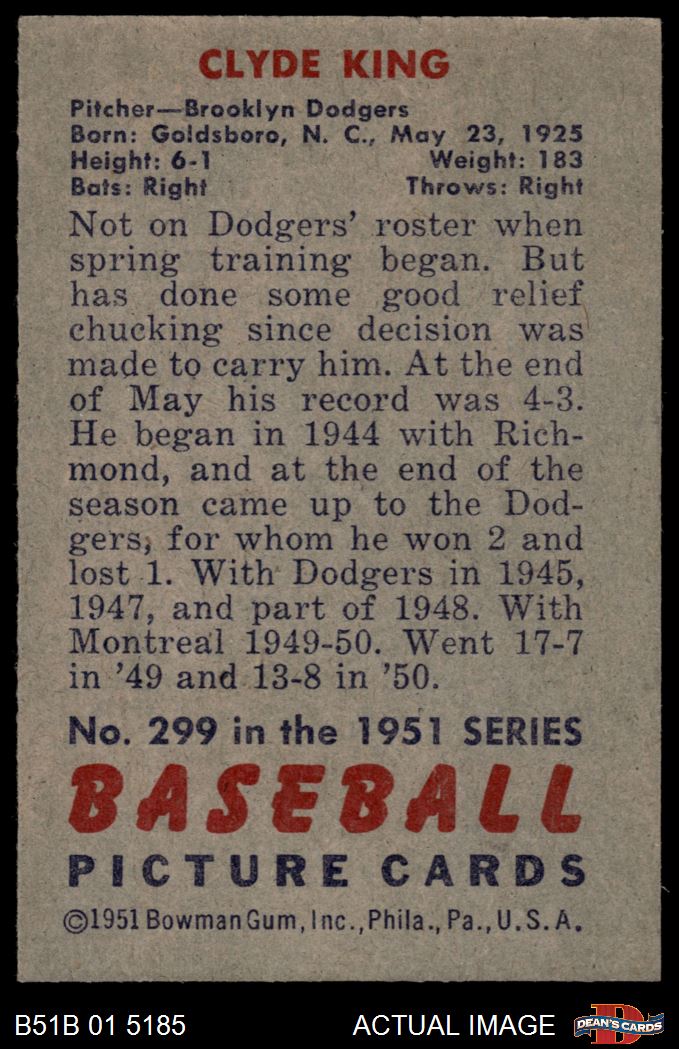 CLYDE KING
Pitcher—Brooklyn Dodgers
Born: Goldsboro, N. C., May 23, 1925
Height: 6-1 Weight: 183
Bats: Right Throws: Right
Not on Dodgers' roster when
spring training began. But
has done some good relief
chucking since decision was
made to carry him. At the end
of May his record was 4-3.
He began in 1944 with Rich-
mond, and at the end of the
season came up to the Dod-
gers, for whom he won 2 and
lost 1. With Dodgers in 1945,
1947, and part of 1948. With
Montreal 1949-50. Went 17-7
in '49 and 13-8 in '50.
No. 299 in the 1951 SERIES
BASEBALL
PICTURE CARDS
©1951 Bowman Gum, Inc., Phila., Pa., U.S.A.
B51B 01 5185 ACTUAL IMAGE D DEAN'S CARDS